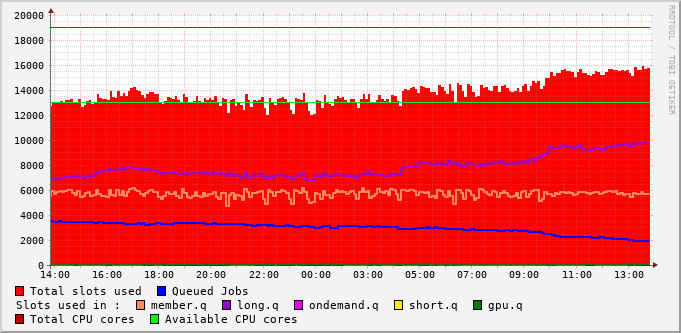 20000
18000
16000
14000
12000
10000
8000
6000
4000
2000
0
14:00 16:00 18:00 20:00 22:00 00:00 03:00 05:00 07:00 09:00 11:00 13:00
RRDTOOL / TOBI OETIKER
Total slots used Queued Jobs
Slots used in : member.q long.q ondemand.q short.q gpu.q
Total CPU cores Available CPU cores